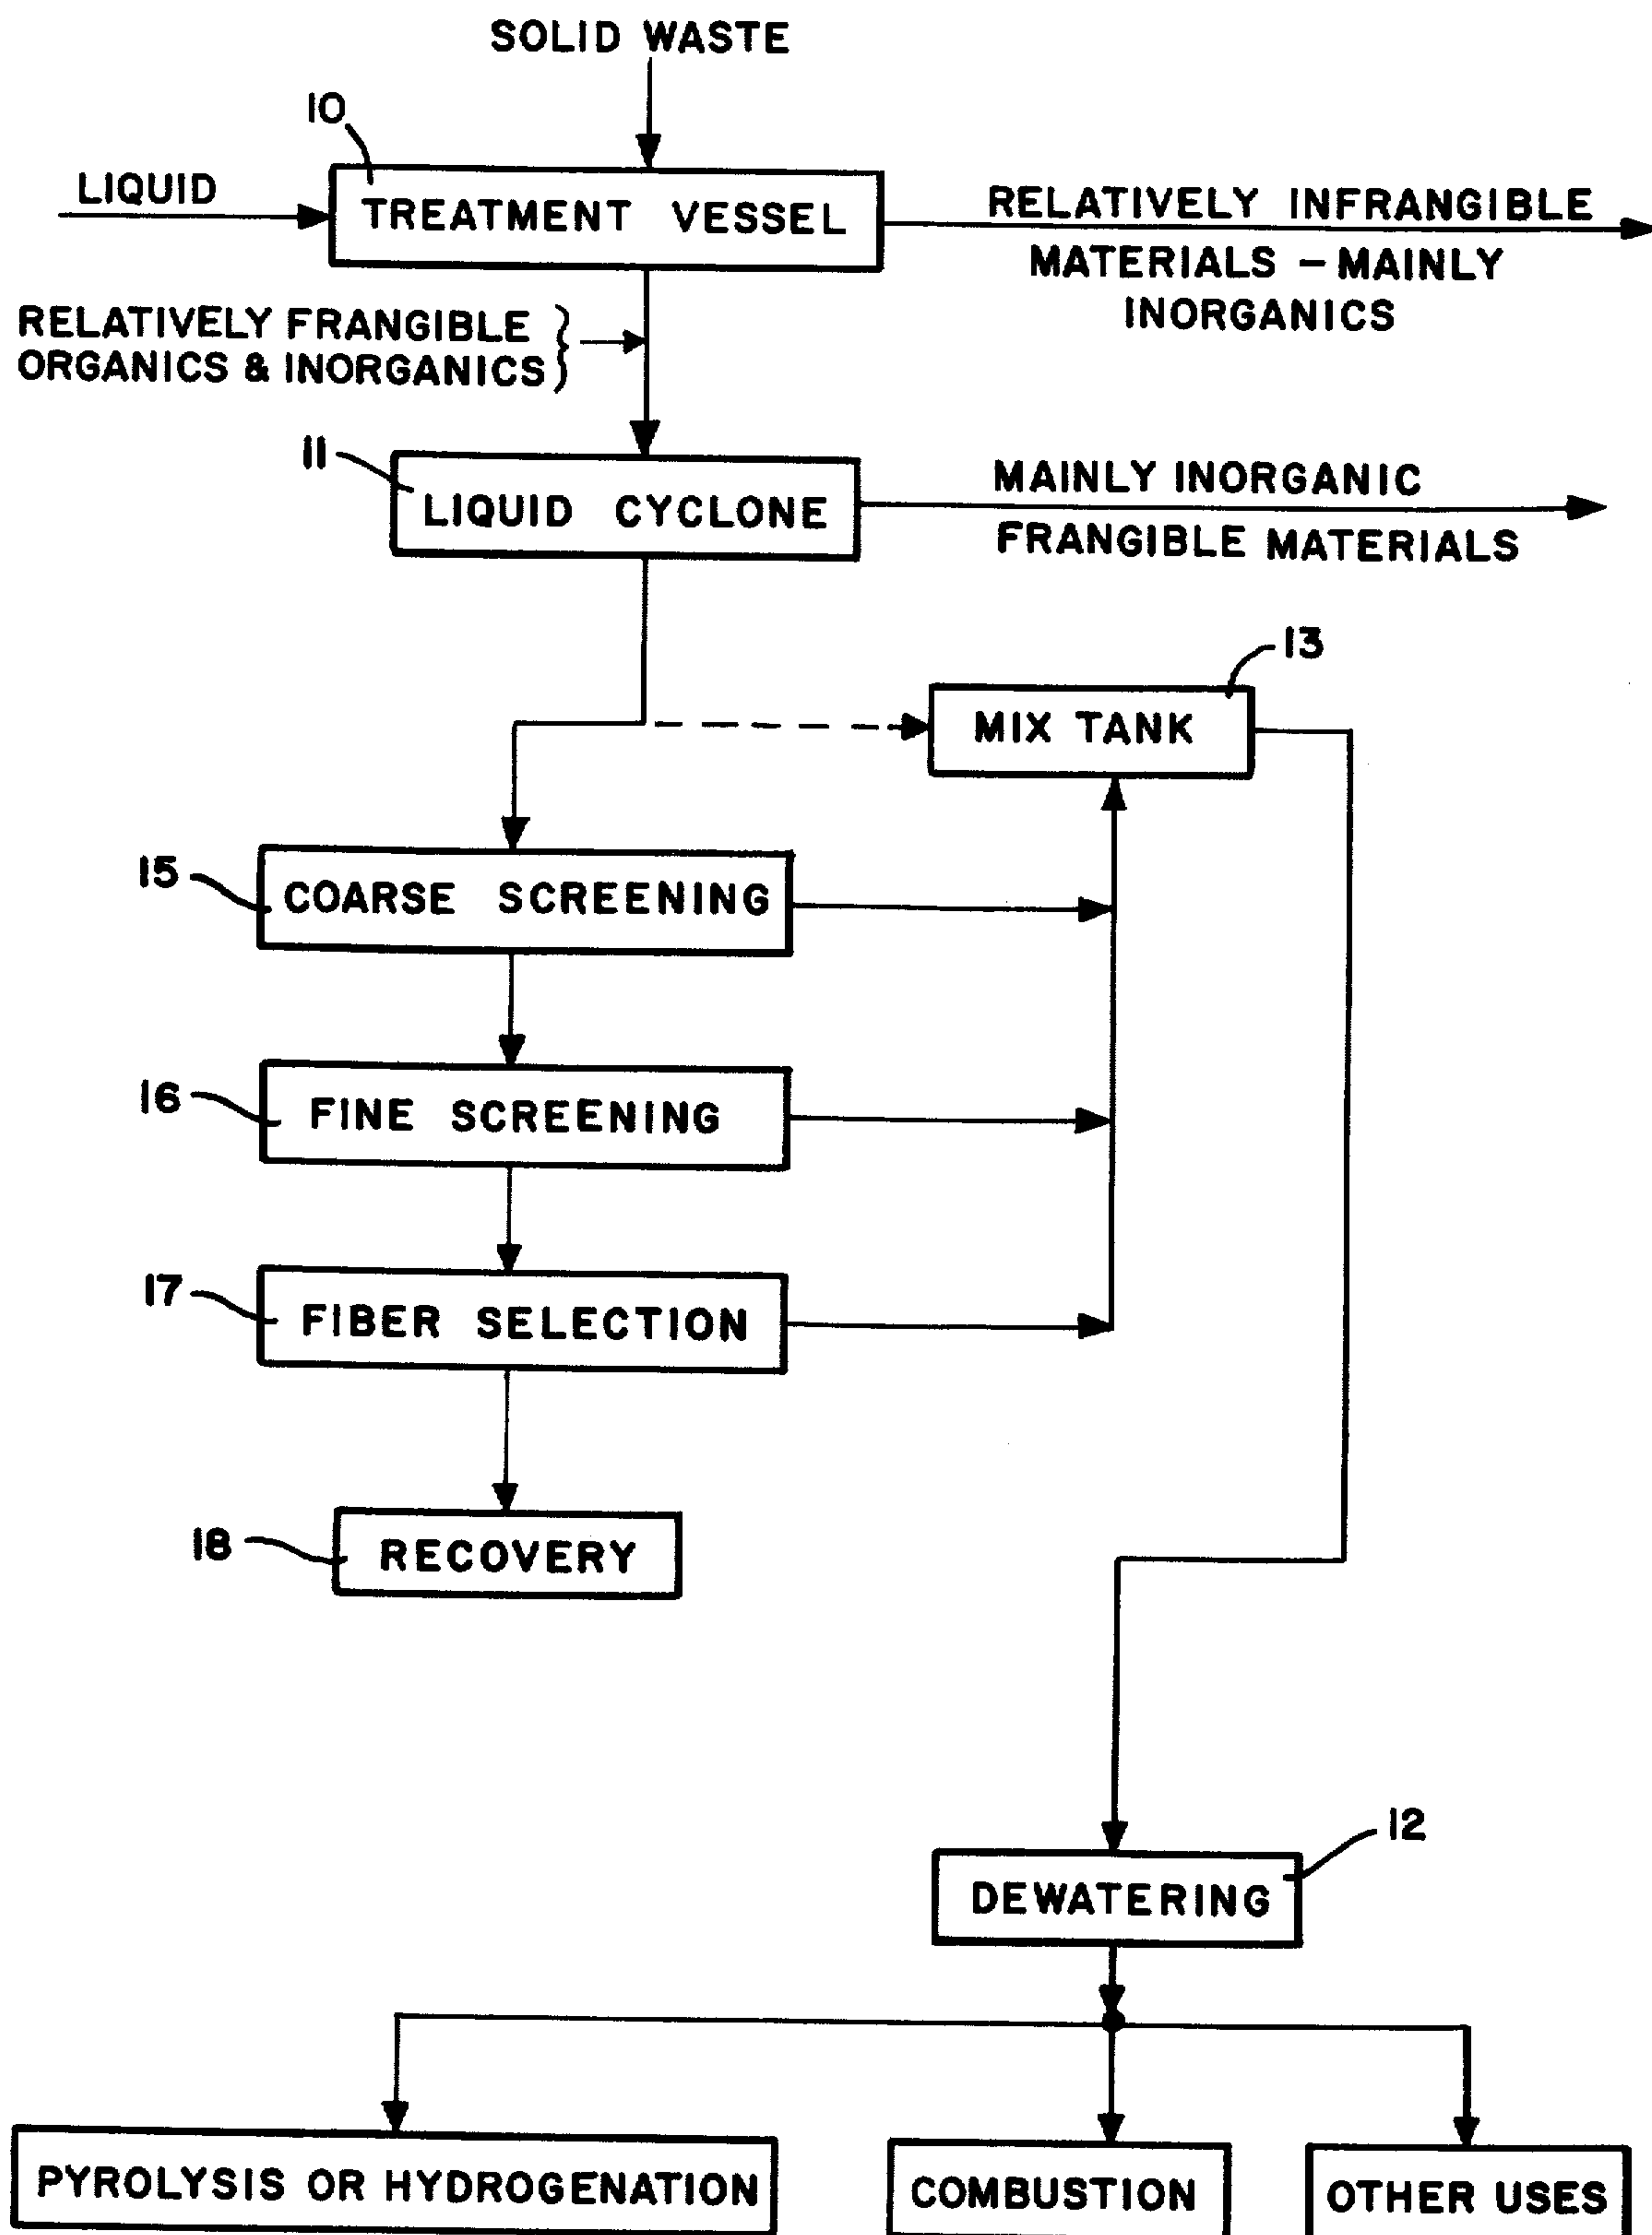 SOLID WASTE
10
LIQUID
TREATMENT VESSEL
RELATIVELY INFRANGIBLE
MATERIALS – MAINLY
INORGANICS
RELATIVELY FRANGIBLE
ORGANICS & INORGANICS
11
LIQUID CYCLONE
MAINLY INORGANIC
FRANGIBLE MATERIALS
13
MIX TANK
15
COARSE SCREENING
16
FINE SCREENING
17
FIBER SELECTION
18
RECOVERY
12
DEWATERING
PYROLYSIS OR HYDROGENATION
COMBUSTION
OTHER USES